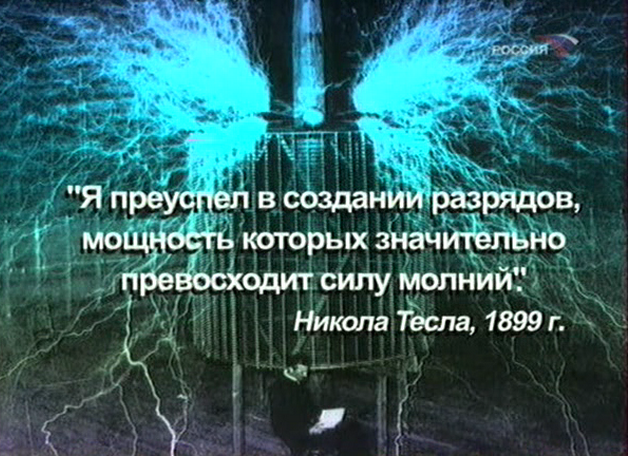 РОССИЯ
"Я преуспел в создании разрядов,
мощность которых значительно
превосходит силу молний".
Никола Тесла, 1899 г.